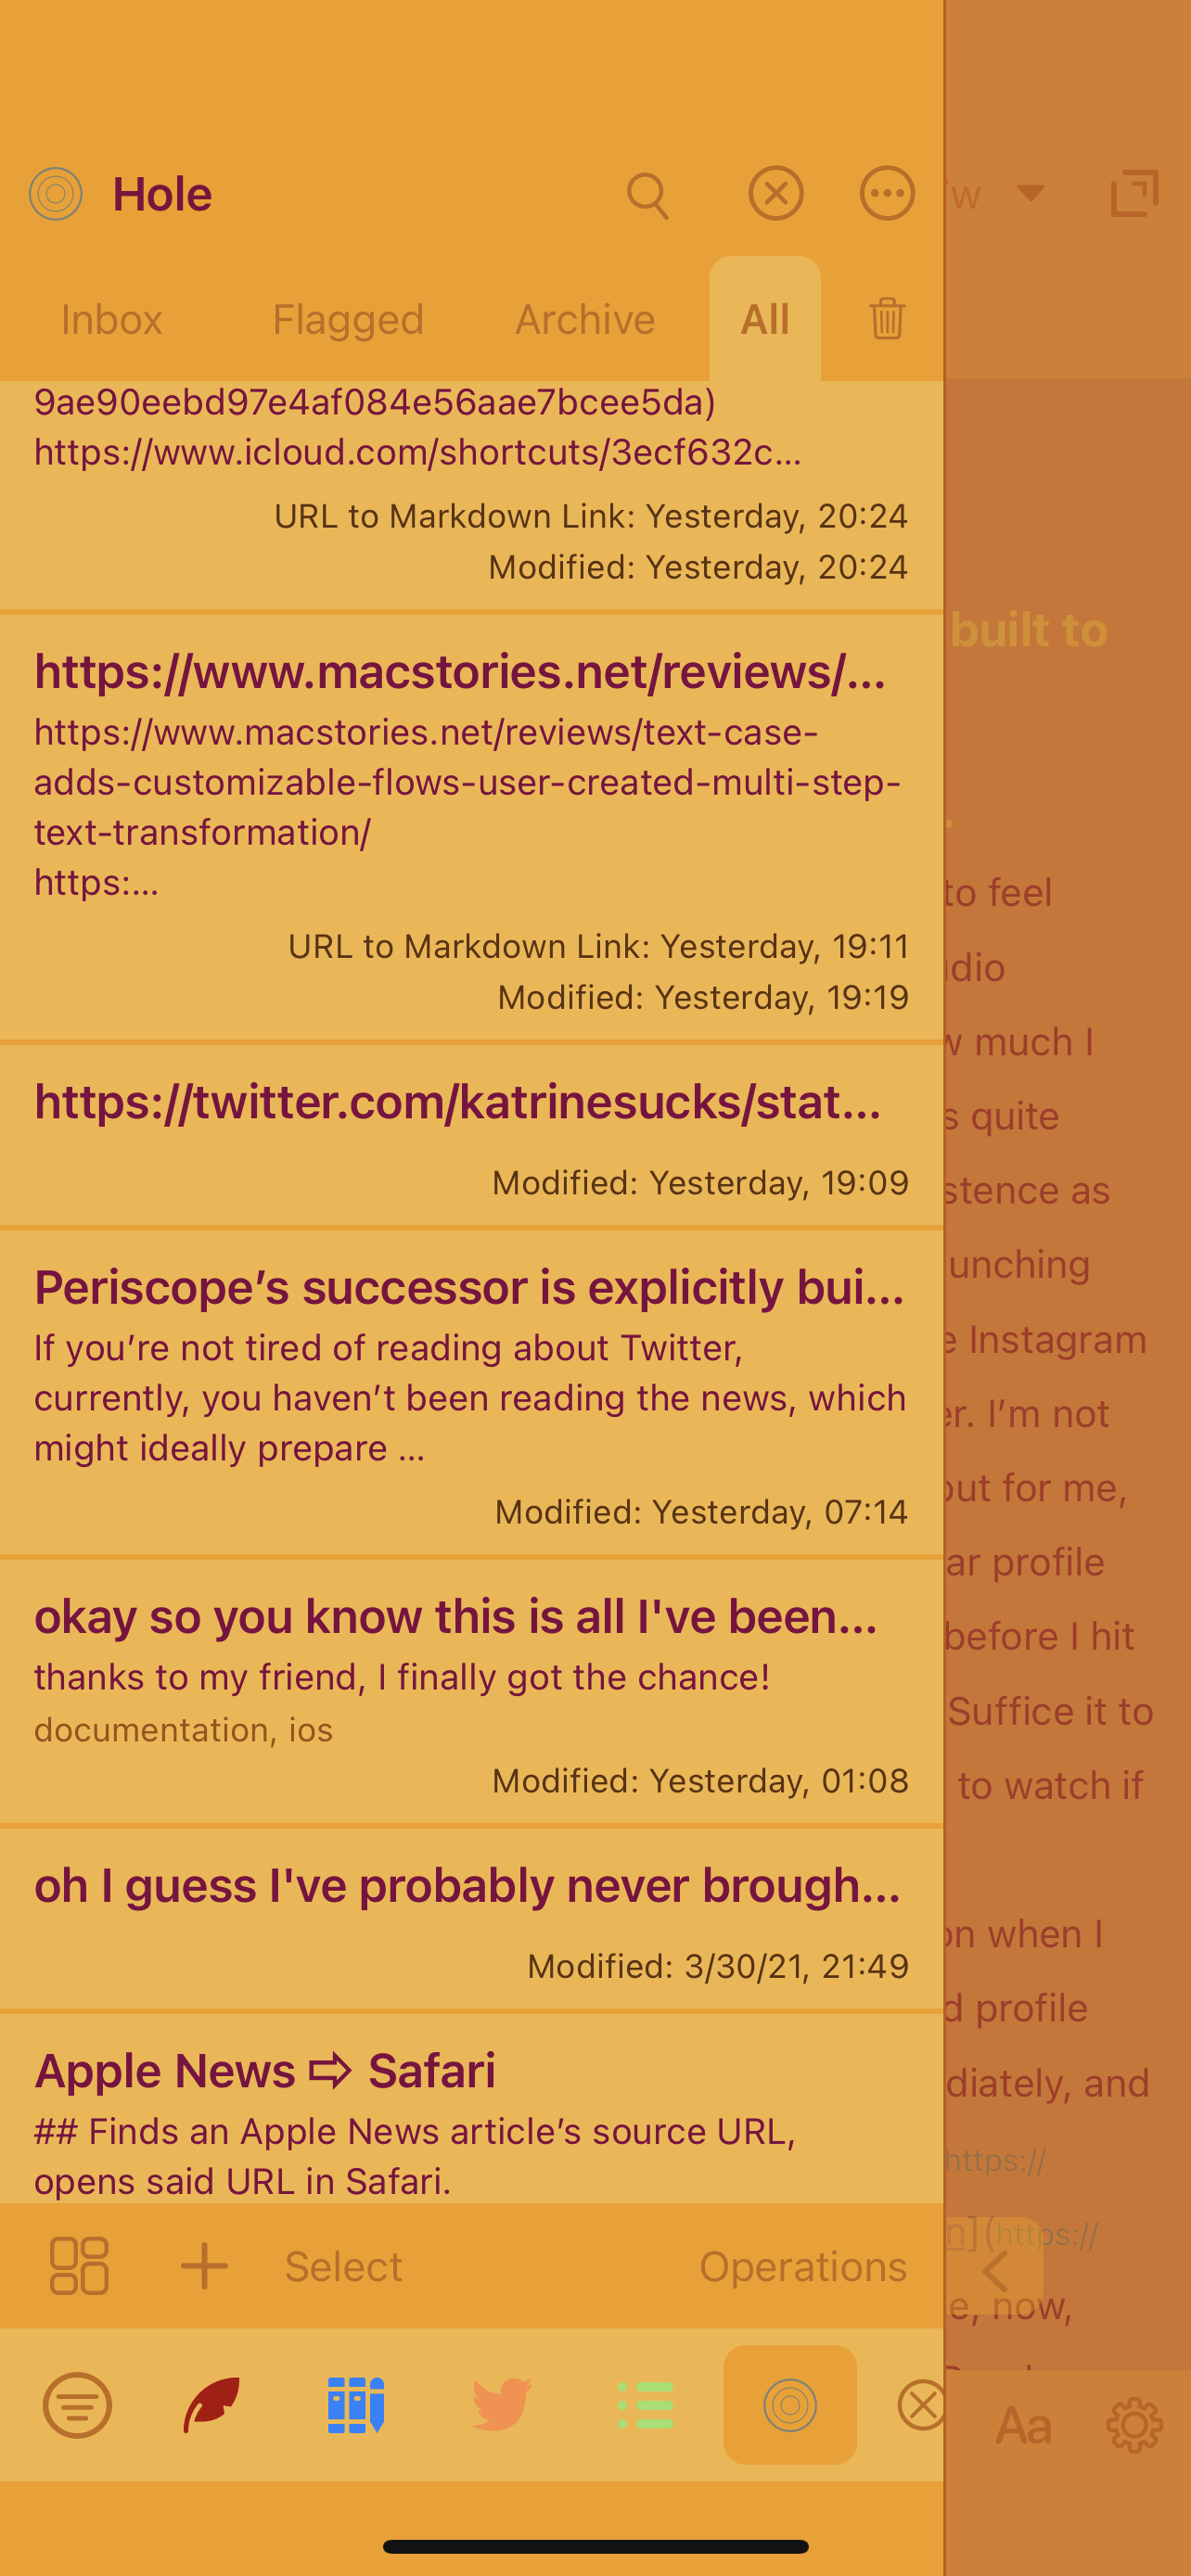 Hole
w
Inbox
Flagged
Archive
All
9ae90eebd97e4af084e56aae7bcee5da)
https://www.icloud.com/shortcuts/3ecf632c...
URL to Markdown Link: Yesterday, 20:24
Modified: Yesterday, 20:24
https://www.macstories.net/reviews/...
https://www.macstories.net/reviews/text-case-
adds-customizable-flows-user-created-multi-step-
text-transformation/
https:...
URL to Markdown Link: Yesterday, 19:11
Modified: Yesterday, 19:19
https://twitter.com/katrinesucks/stat...
Modified: Yesterday, 19:09
Periscope’s successor is explicitly bui...
If you’re not tired of reading about Twitter,
currently, you haven’t been reading the news, which
might ideally prepare ...
Modified: Yesterday, 07:14
okay so you know this is all I've been...
thanks to my friend, I finally got the chance!
documentation, ios
Modified: Yesterday, 01:08
oh I guess I've probably never brough...
Modified: 3/30/21, 21:49
Apple News ⇨ Safari
## Finds an Apple News article’s source URL,
opens said URL in Safari.
Select
Operations
built to
to feel
dio
w much I
s quite
stence as
unching
e Instagram
er. I’m not
out for me,
ar profile
before I hit
Suffice it to
to watch if
on when I
d profile
diately, and
https://
n](https://
e, now,
Aa